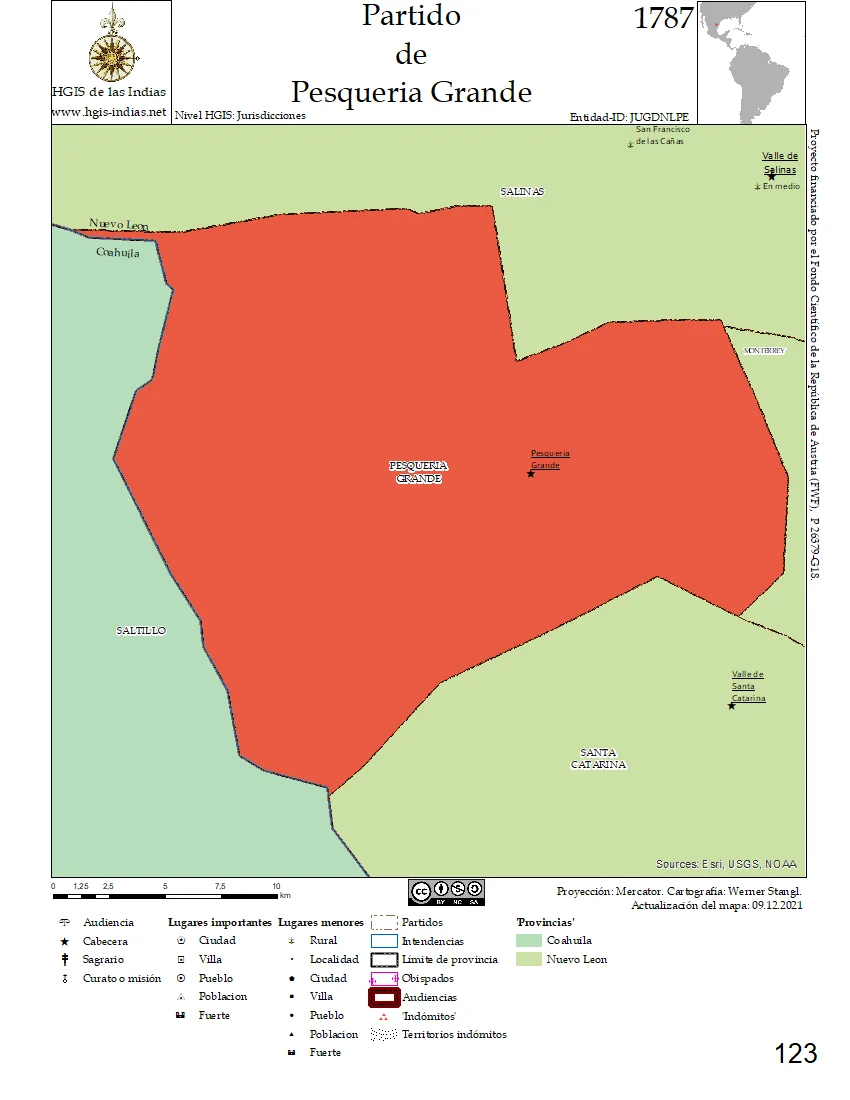 Partido
de
Pesqueria Grande
1787
HGIS de las Indias
www.hgis-indias.net
Nivel HGIS: Jurisdicciones
Entidad-ID: JUGDNLPE
San Francisco
de las Cañas
Valle de
Salinas
En medio
SALINAS
Nuevo Leon
Coahuila
MONTERREY
Pesqueria
Grande
PESQUERIA
GRANDE
SALTILLO
Valle de
Santa
Catarina
SANTA
CATARINA
Sources: Esri, USGS, NOAA
Proyecto financiado por el Fondo Científico de la República de Austria (FWF), P 26379-G18.
0 1,25 2,5 5 7,5 10
km
cc
BY NC SA
Proyección: Mercator. Cartografía: Werner Stangl.
Actualización del mapa: 09.12.2021
Audiencia
Cabecera
Sagrario
Curato o misión
Lugares importantes
Ciudad
Villa
Pueblo
Poblacion
Fuerte
Lugares menores
Rural
Localidad
Ciudad
Villa
Pueblo
Poblacion
Fuerte
Partidos
Intendencias
Límite de provincia
Obispados
Audiencias
'Indómitos'
Territorios indómitos
'Provincias'
Coahuila
Nuevo Leon
123